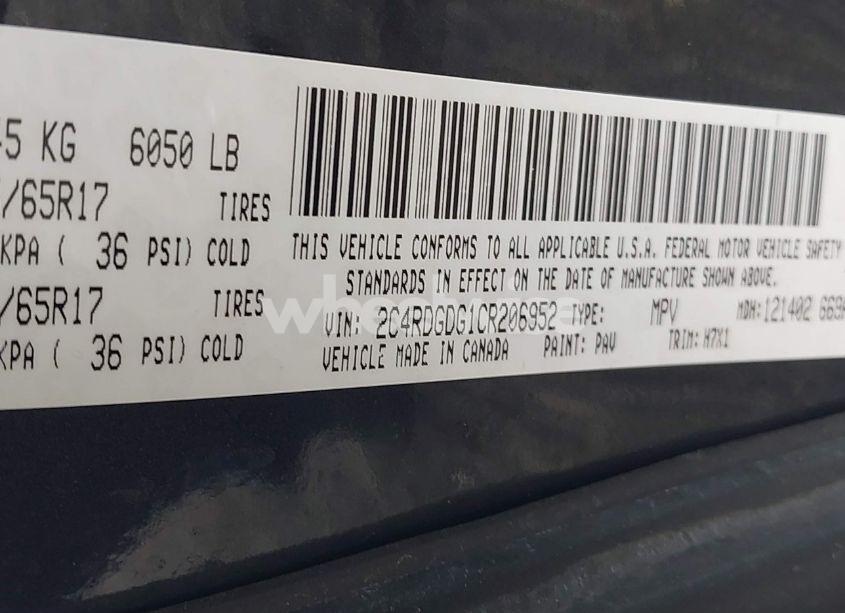 5 KG 6050 LB
/65R17 TIRES
KPA ( 36 PSI) COLD
/65R17 TIRES
KPA ( 36 PSI) COLD
THIS VEHICLE CONFORMS TO ALL APPLICABLE U.S.A. FEDERAL MOTOR VEHICLE SAFETY
STANDARDS IN EFFECT ON THE DATE OF MANUFACTURE SHOWN ABOVE.
VIN: 2C4RDGDG1CR206952 TYPE: MPV MDH: 121402 669
VEHICLE MADE IN CANADA PAINT: PAV TRIM: H7X1